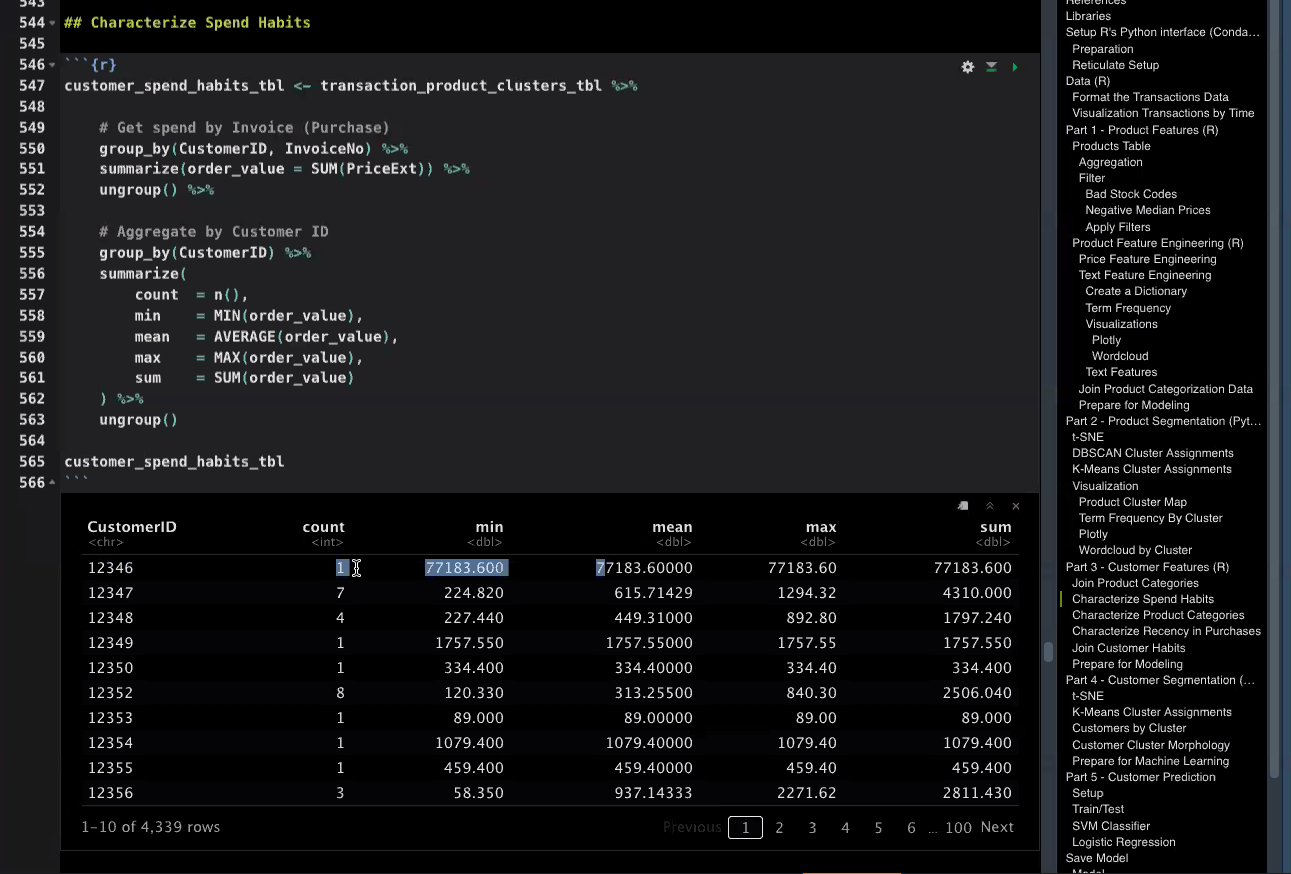 543
544 ## Characterize Spend Habits
545
546 ```{r}
547 customer_spend_habits_tbl <- transaction_product_clusters_tbl %>%
548
549 # Get spend by Invoice (Purchase)
550 group_by(CustomerID, InvoiceNo) %>%
551 summarize(order_value = SUM(PriceExt)) %>%
552 ungroup() %>%
553
554 # Aggregate by Customer ID
555 group_by(CustomerID) %>%
556 summarize(
557 count = n(),
558 min = MIN(order_value),
559 mean = AVERAGE(order_value),
560 max = MAX(order_value),
561 sum = SUM(order_value)
562 ) %>%
563 ungroup()
564
565 customer_spend_habits_tbl
566 ```
CustomerID count min mean max sum
<chr> <int> <dbl> <dbl> <dbl> <dbl>
12346 1 77183.600 77183.60000 77183.60 77183.600
12347 7 224.820 615.71429 1294.32 4310.000
12348 4 227.440 449.31000 892.80 1797.240
12349 1 1757.550 1757.55000 1757.55 1757.550
12350 1 334.400 334.40000 334.40 334.400
12352 8 120.330 313.25500 840.30 2506.040
12353 1 89.000 89.00000 89.00 89.000
12354 1 1079.400 1079.40000 1079.40 1079.400
12355 1 459.400 459.40000 459.40 459.400
12356 3 58.350 937.14333 2271.62 2811.430
1-10 of 4,339 rows Previous 1 2 3 4 5 6 ... 100 Next
References
Libraries
Setup R's Python interface (Conda...
Preparation
Reticulate Setup
Data (R)
Format the Transactions Data
Visualization Transactions by Time
Part 1 - Product Features (R)
Products Table
Aggregation
Filter
Bad Stock Codes
Negative Median Prices
Apply Filters
Product Feature Engineering (R)
Price Feature Engineering
Text Feature Engineering
Create a Dictionary
Term Frequency
Visualizations
Plotly
Wordcloud
Text Features
Join Product Categorization Data
Prepare for Modeling
Part 2 - Product Segmentation (Pyt...
t-SNE
DBSCAN Cluster Assignments
K-Means Cluster Assignments
Visualization
Product Cluster Map
Term Frequency By Cluster
Plotly
Wordcloud by Cluster
Part 3 - Customer Features (R)
Join Product Categories
Characterize Spend Habits
Characterize Product Categories
Characterize Recency in Purchases
Join Customer Habits
Prepare for Modeling
Part 4 - Customer Segmentation (...
t-SNE
K-Means Cluster Assignments
Customers by Cluster
Customer Cluster Morphology
Prepare for Machine Learning
Part 5 - Customer Prediction
Setup
Train/Test
SVM Classifier
Logistic Regression
Save Model
Model